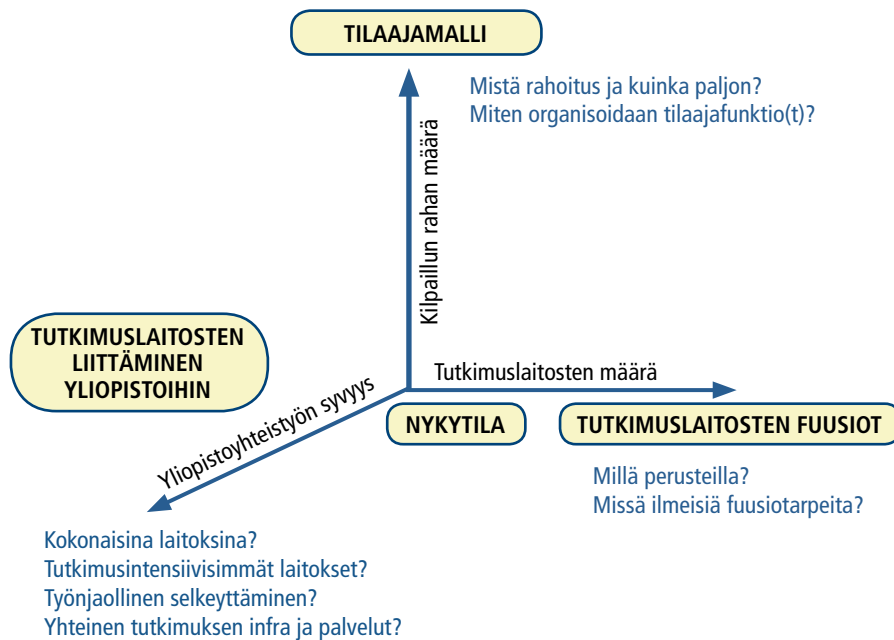 TILAAJAMALLI
Mistä rahoitus ja kuinka paljon?
Miten organisoidaan tilaajafunktio(t)?
Kilpaillun rahan määrä
TUTKIMUSLAITOSTEN
LIITTÄMINEN
YLIOPISTOIHIN
Tutkimuslaitosten määrä
Yliopistoyhteistyön syvyys
NYKYTILA
TUTKIMUSLAITOSTEN FUUSIOT
Millä perusteilla?
Missä ilmeisiä fuusiotarpeita?
Kokonaisina laitoksina?
Tutkimusintensiivisimmät laitokset?
Työnjaollinen selkeyttäminen?
Yhteinen tutkimuksen infra ja palvelut?